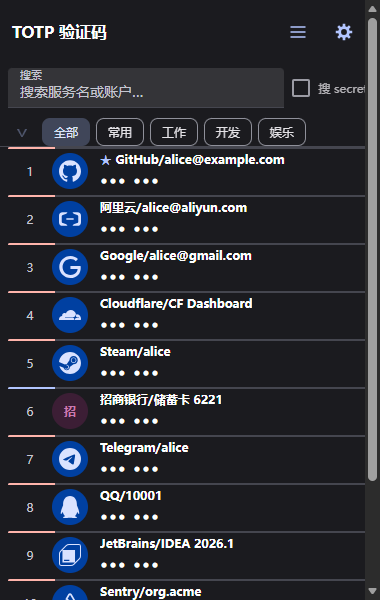 TOTP 验证码
搜索
搜索服务名或账户...
搜 secret
全部 常用 工作 开发 娱乐
1 ★ GitHub/alice@example.com
●●● ●●●
2 阿里云/alice@aliyun.com
●●● ●●●
3 Google/alice@gmail.com
●●● ●●●
4 Cloudflare/CF Dashboard
●●● ●●●
5 Steam/alice
●●● ●●●
6 招 招商银行/储蓄卡 6221
●●● ●●●
7 Telegram/alice
●●● ●●●
8 QQ/10001
●●● ●●●
9 JetBrains/IDEA 2026.1
●●● ●●●
Sentry/org.acme